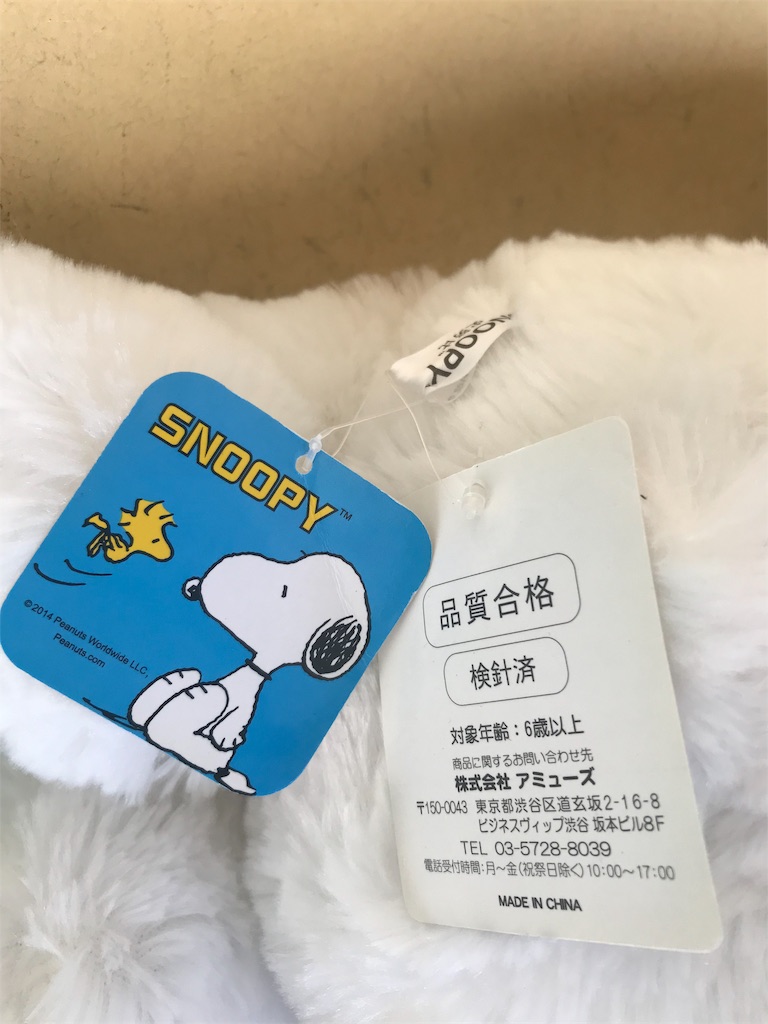 SNOOPY™
© 2014 Peanuts Worldwide LLC,
Peanuts.com
SNOOPY
品質合格
検針済
対象年齢：6歳以上
商品に関するお問い合わせ先
株式会社 アミューズ
〒150-0043 東京都渋谷区道玄坂2-16-8
ビジネスヴィップ渋谷 坂本ビル8F
TEL 03-5728-8039
電話受付時間：月～金(祝祭日除く)10:00～17:00
MADE IN CHINA